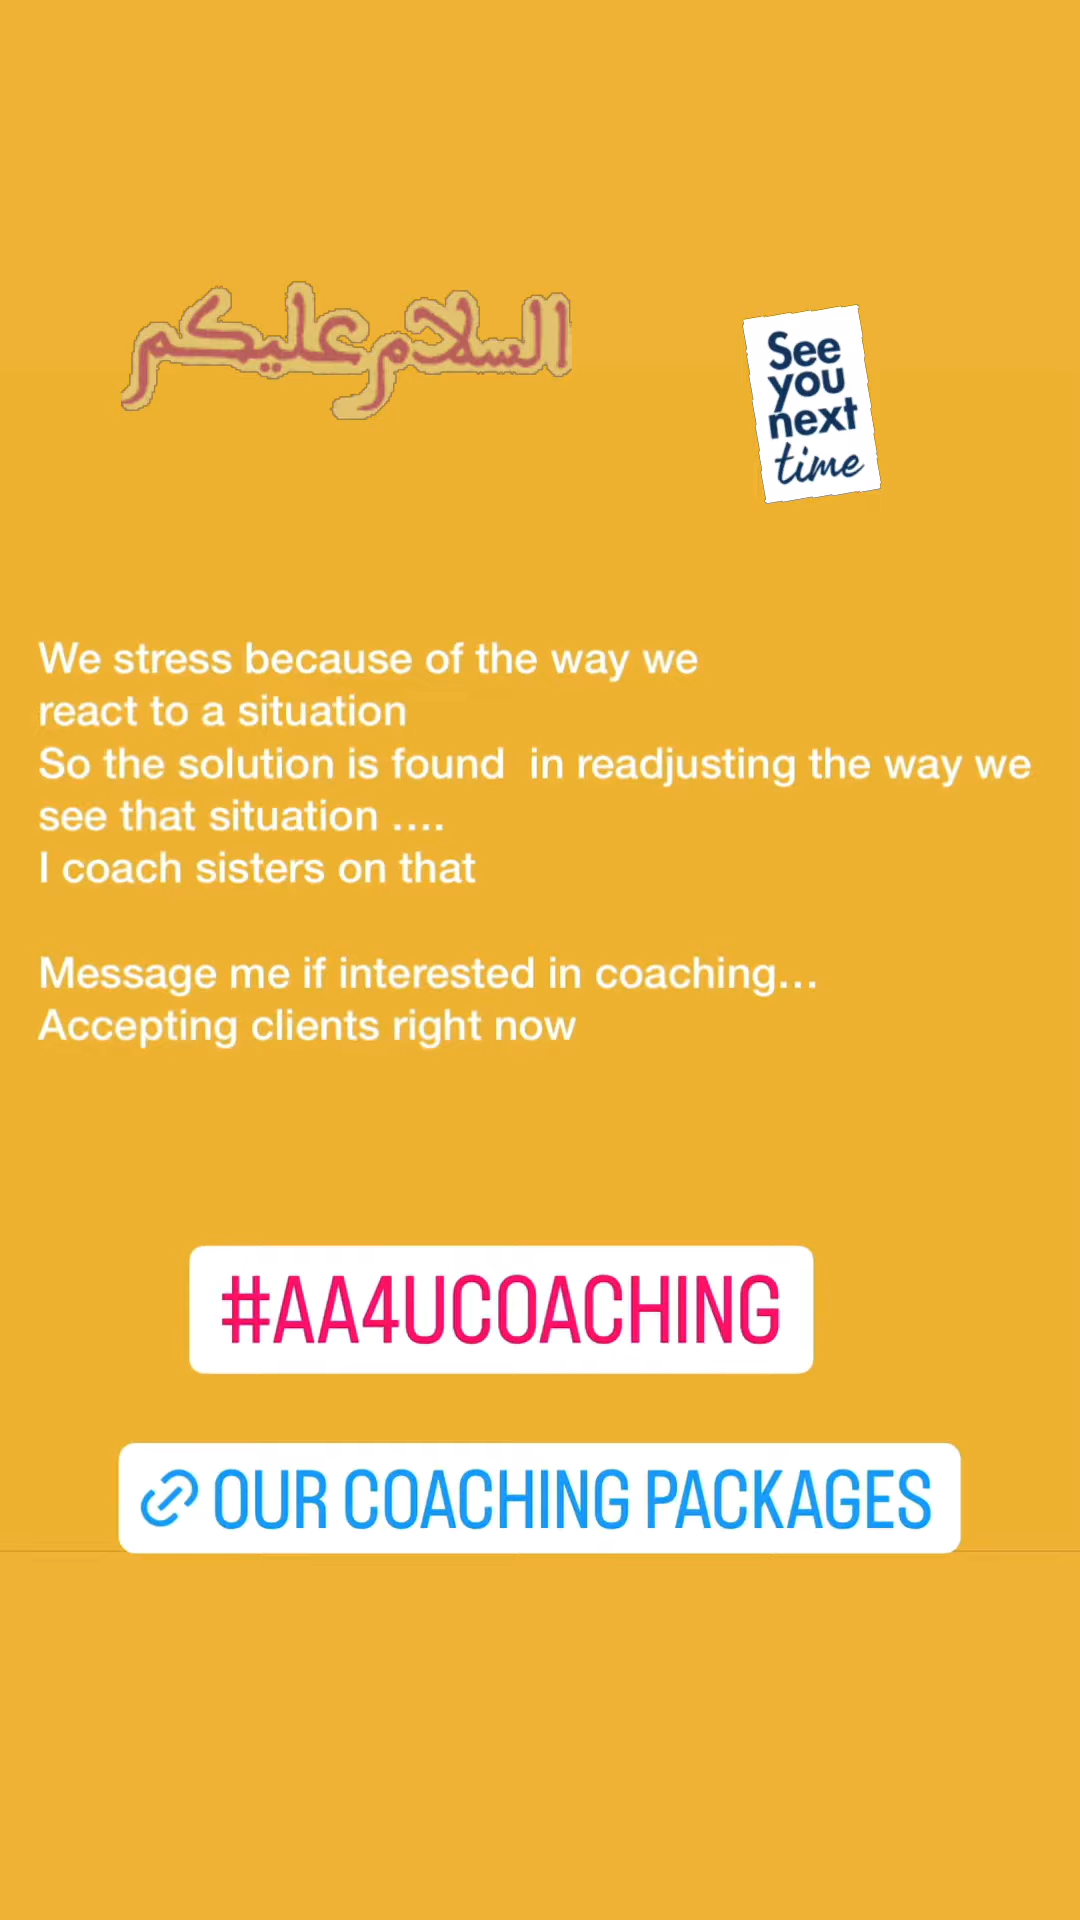 السلام عليكم
See
you
next
time
We stress because of the way we
react to a situation
So the solution is found  in readjusting the way we
see that situation ....
I coach sisters on that
Message me if interested in coaching...
Accepting clients right now
#AA4UCOACHING
OUR COACHING PACKAGES